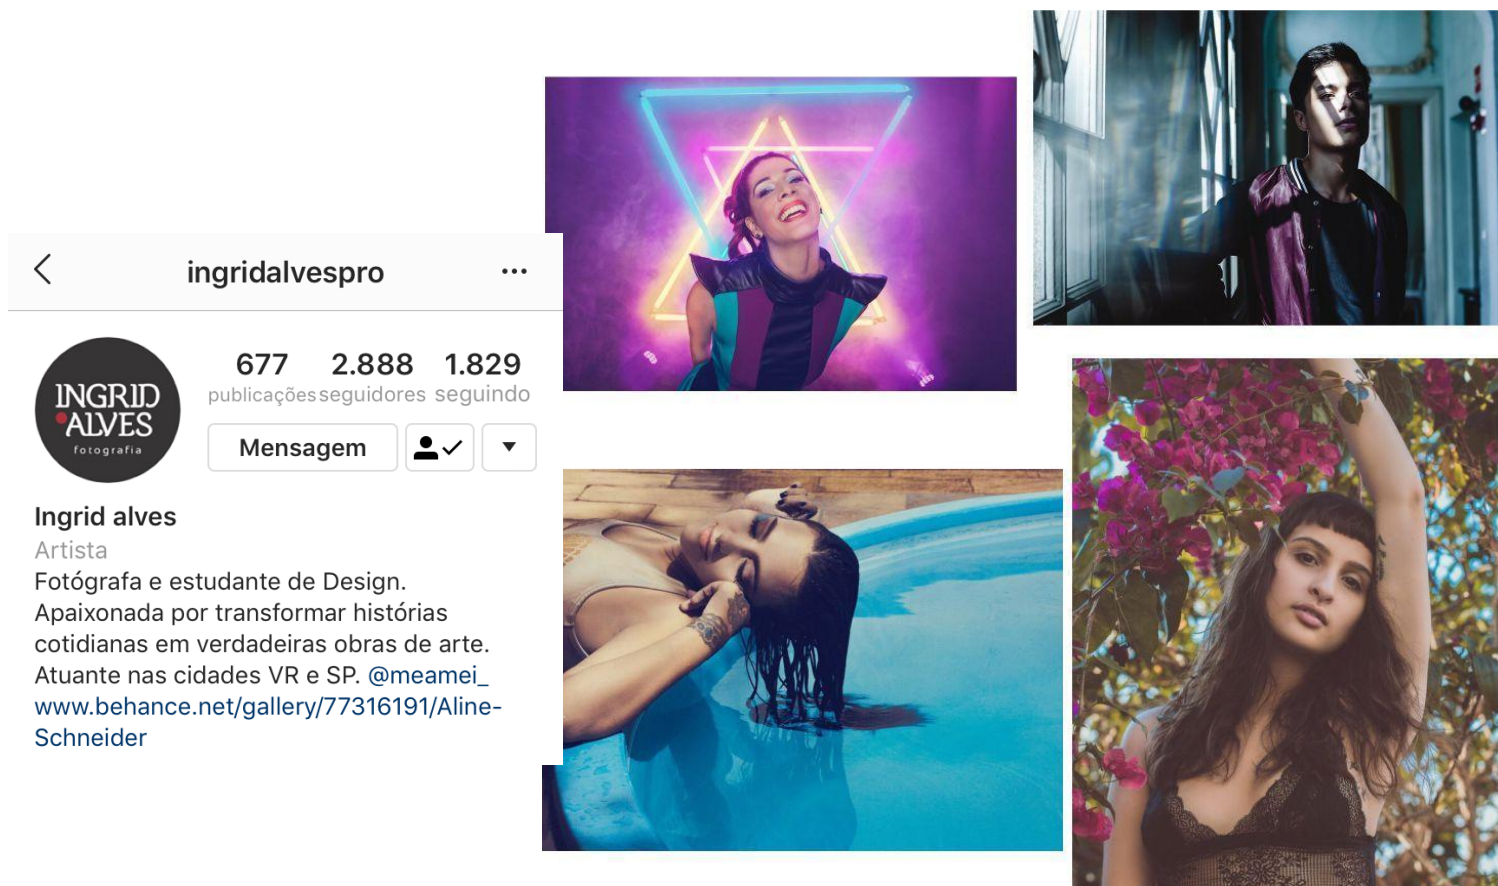 ingridalvespro
INGRID
ALVES
fotografia
677 2.888 1.829
publicações seguidores seguindo
Mensagem
Ingrid alves
Artista
Fotógrafa e estudante de Design.
Apaixonada por transformar histórias
cotidianas em verdadeiras obras de arte.
Atuante nas cidades VR e SP. @meamei_
www.behance.net/gallery/77316191/Aline-
Schneider